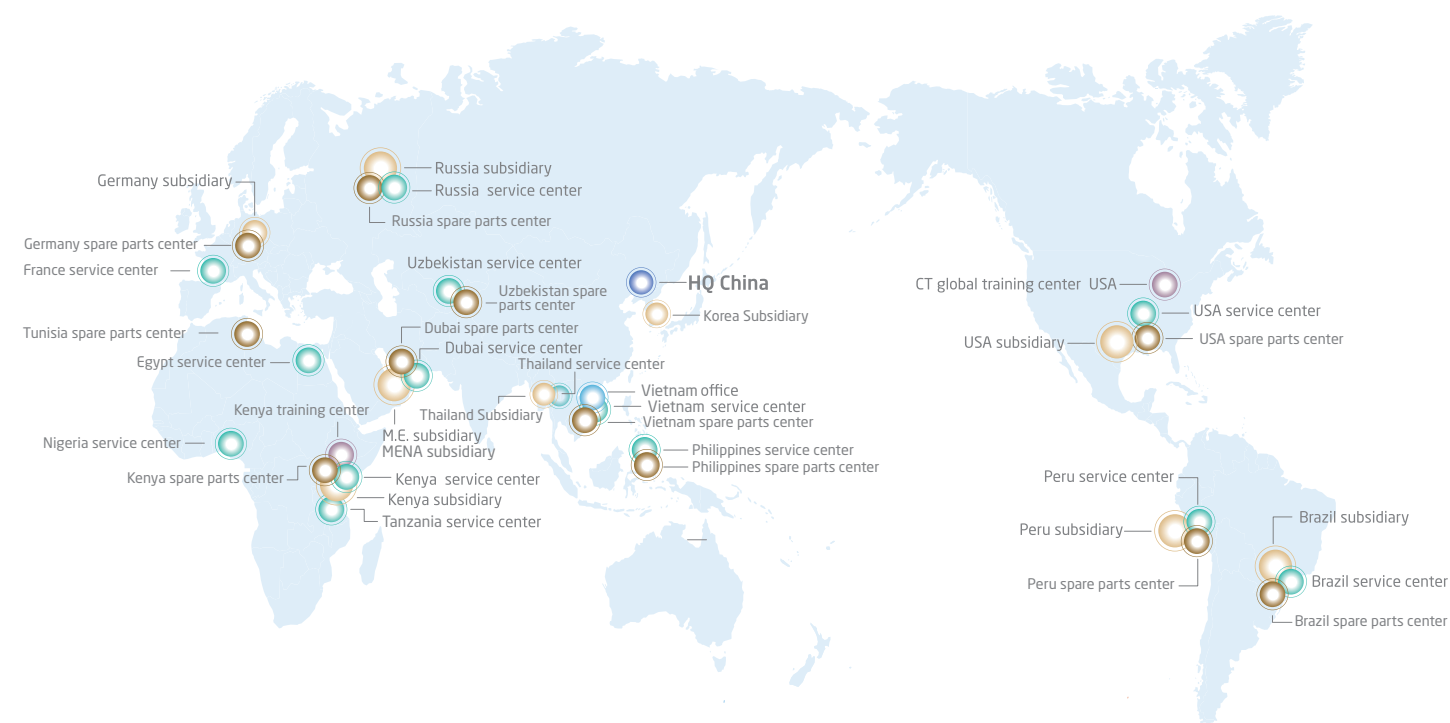 Russia subsidiary
Russia service center
Russia spare parts center
Germany subsidiary
Germany spare parts center
France service center
Uzbekistan service center
Uzbekistan spare
parts center
HQ China
Korea Subsidiary
Tunisia spare parts center
Egypt service center
Dubai spare parts center
Dubai service center
Thailand service center
Thailand Subsidiary
Vietnam office
Vietnam service center
Vietnam spare parts center
Kenya training center
M.E. subsidiary
MENA subsidiary
Nigeria service center
Kenya spare parts center
Kenya service center
Kenya subsidiary
Tanzania service center
Philippines service center
Philippines spare parts center
CT global training center USA
USA service center
USA subsidiary
USA spare parts center
Peru service center
Peru subsidiary
Peru spare parts center
Brazil subsidiary
Brazil service center
Brazil spare parts center